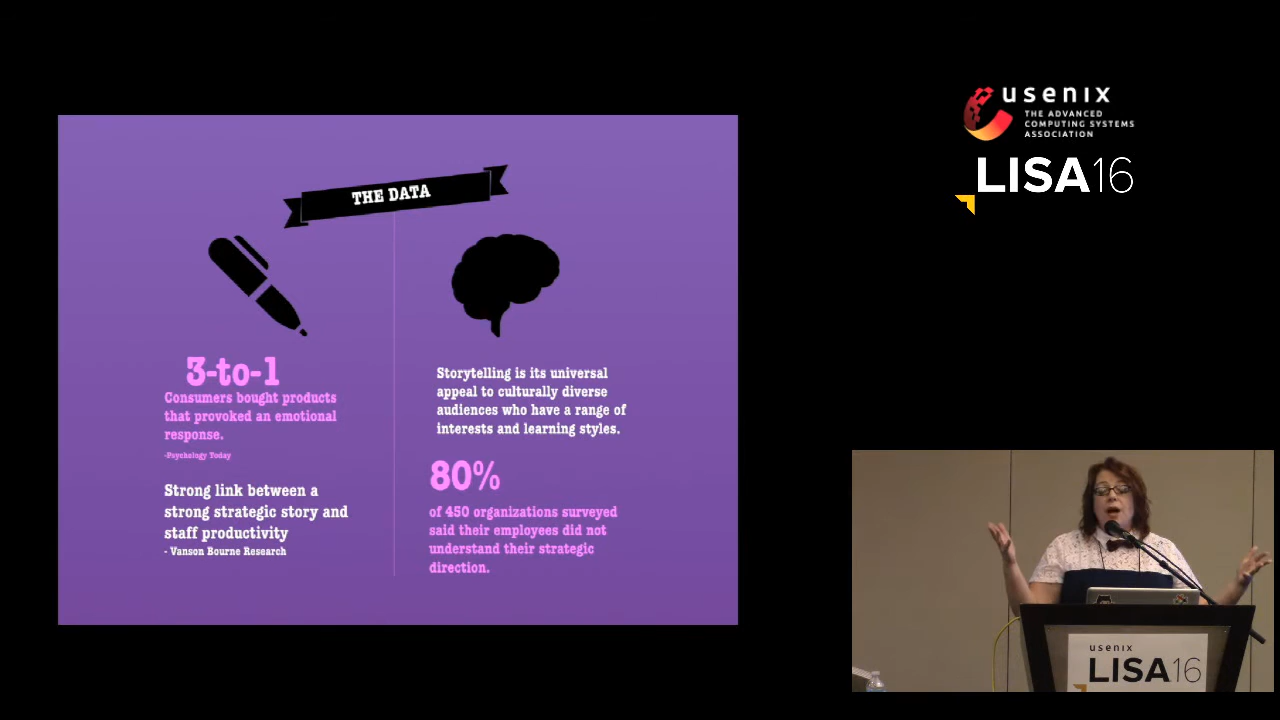 THE DATA
3-to-1
Consumers bought products
that provoked an emotional
response.
-Psychology Today
Strong link between a
strong strategic story and
staff productivity
- Vanson Bourne Research
Storytelling is its universal
appeal to culturally diverse
audiences who have a range of
interests and learning styles.
80%
of 450 organizations surveyed
said their employees did not
understand their strategic
direction.
usenix
THE ADVANCED
COMPUTING SYSTEMS
ASSOCIATION
LISA16
usenix
LISA16